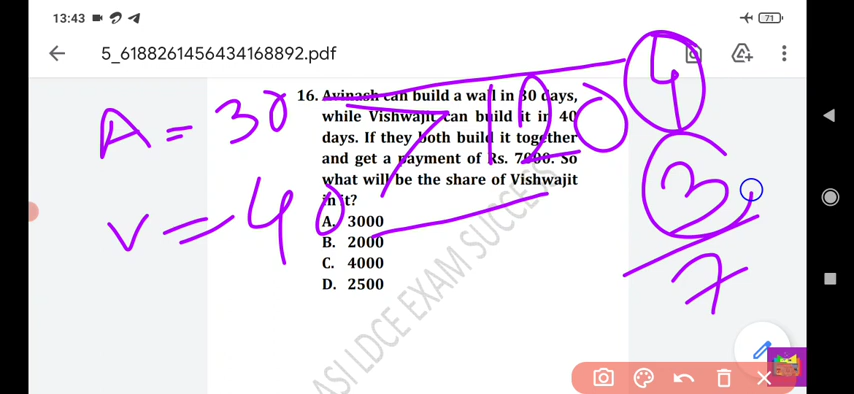 13:43
71
5_6188261456434168892.pdf
16. Avinash can build a wall in 30 days,
while Vishwajit can build it in 40
days. If they both build it together
and get a payment of Rs. 7000. So
what will be the share of Vishwajit
in it?
A. 3000
B. 2000
C. 4000
D. 2500
A = 30
V = 40
120
4
3
7
ASI LDCE EXAM SUCCESS